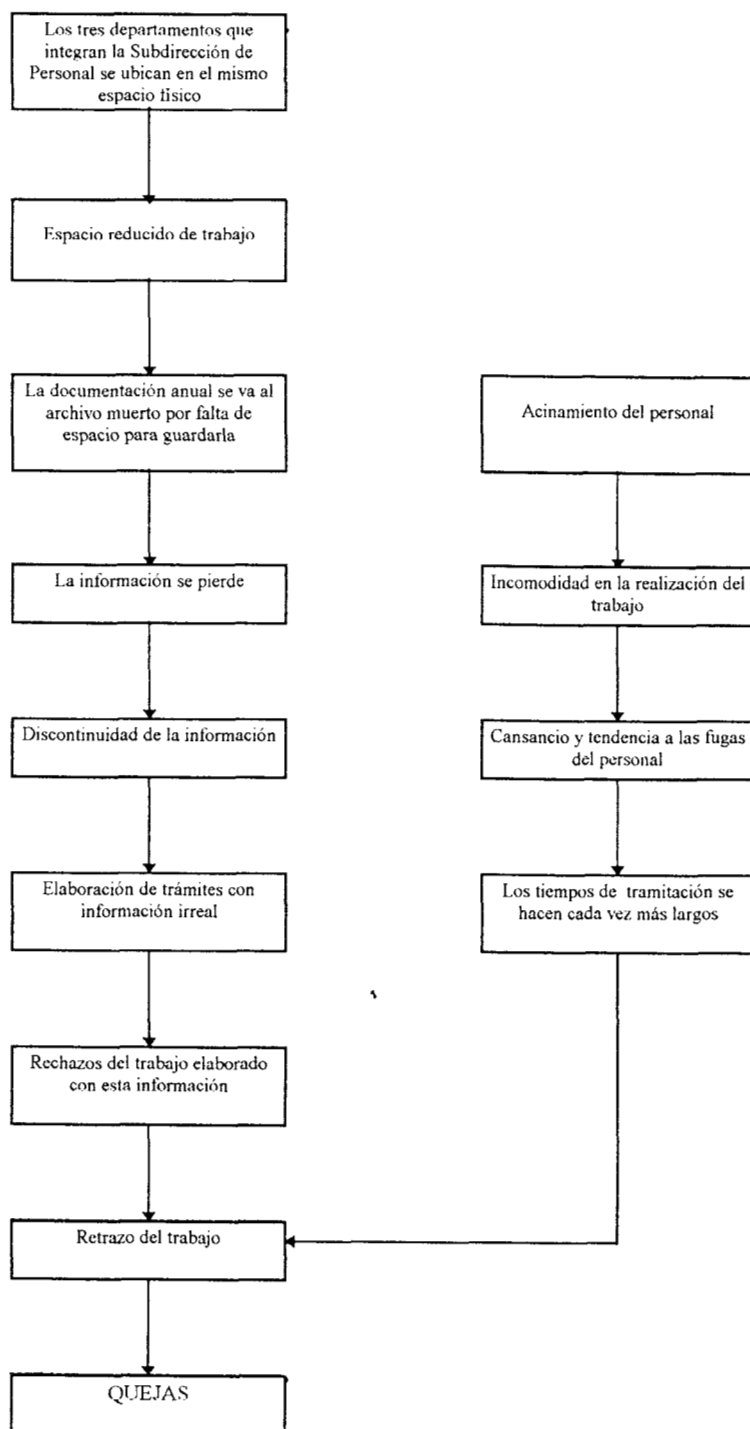 Los tres departamentos que
integran la Subdirección de
Personal se ubican en el mismo
espacio físico
Espacio reducido de trabajo
La documentación anual se va al
archivo muerto por falta de
espacio para guardarla
La información se pierde
Discontinuidad de la información
Elaboración de trámites con
información irreal
Rechazos del trabajo elaborado
con esta información
Retrazo del trabajo
QUEJAS
Acinamiento del personal
Incomodidad en la realización del
trabajo
Cansancio y tendencia a las fugas
del personal
Los tiempos de tramitación se
hacen cada vez más largos